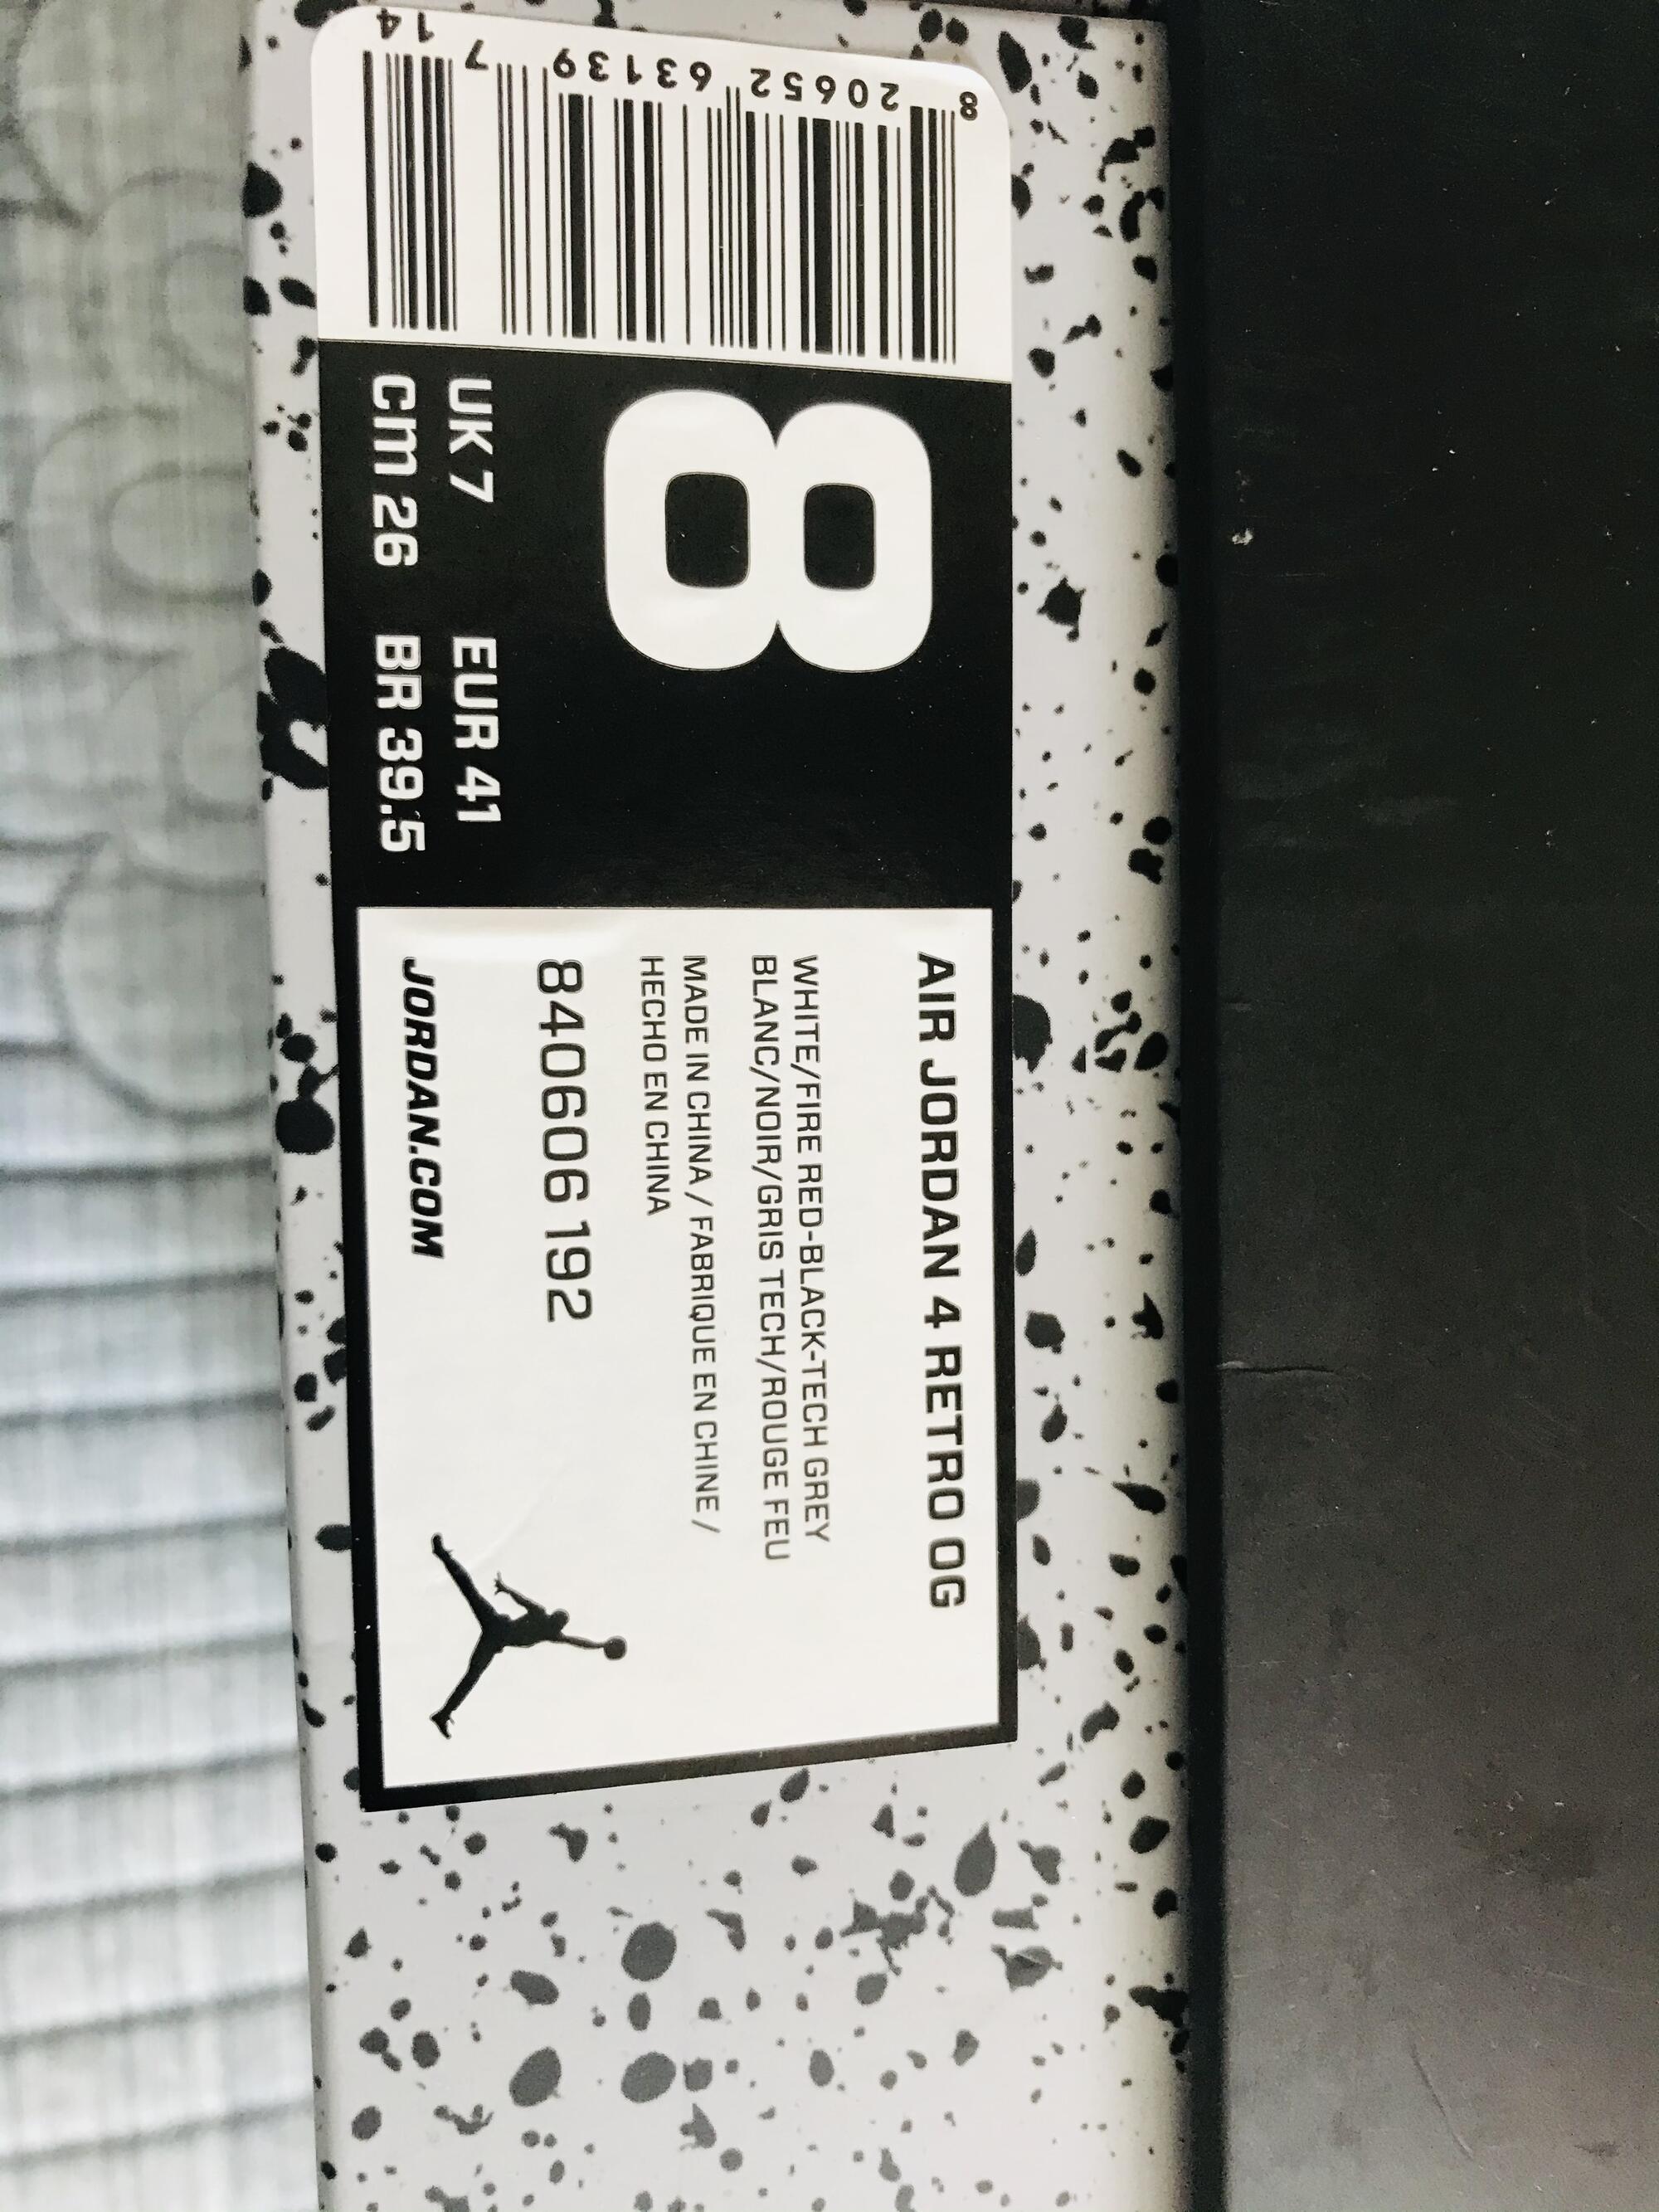 AIR JORDAN 4 RETRO OG
WHITE/FIRE RED-BLACK-TECH GREY
BLANC/NOIR/GRIS TECH/ROUGE FEU
MADE IN CHINA / FABRIQUE EN CHINE /
HECHO EN CHINA
840606 192
JORDAN.COM
8
UK 7 EUR 41
cm 26 BR 39.5
8 20652 63139 7 14